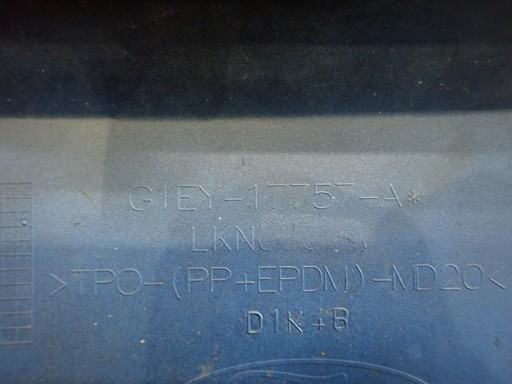 G1EY-17757-A*
>TPO-(PP+EPDM)-MD20<
D1K+B